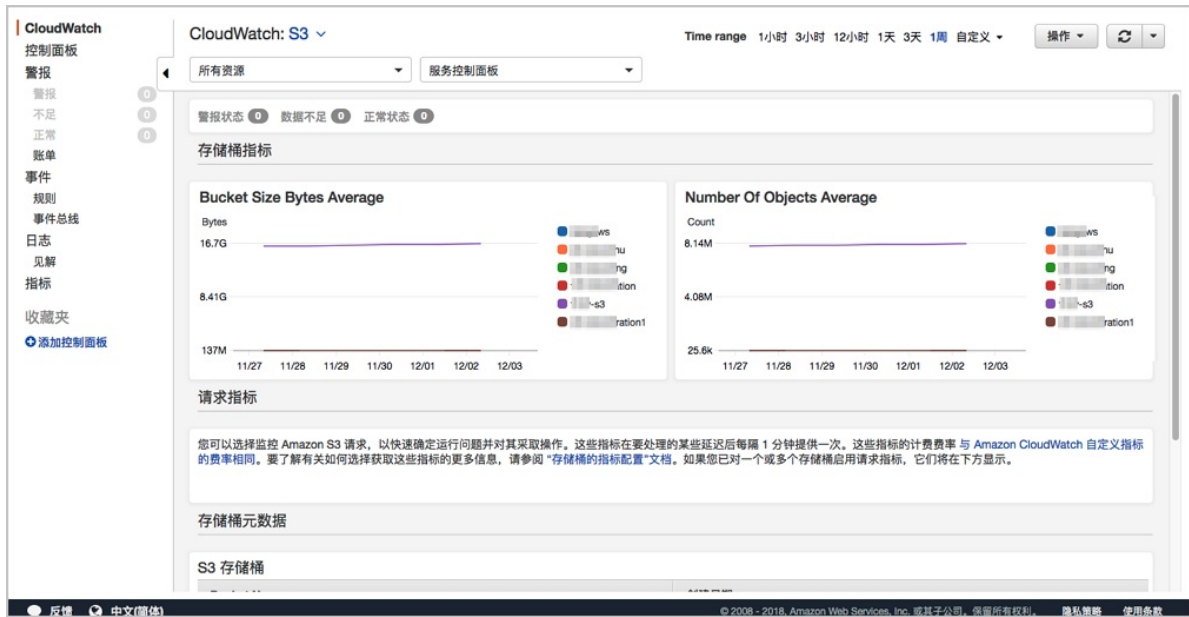 CloudWatch
控制面板
警报
警报 0
不足 0
正常 0
账单
事件
规则
事件总线
日志
见解
指标
收藏夹
添加控制面板
CloudWatch: S3
Time range 1小时 3小时 12小时 1天 3天 1周 自定义
操作
所有资源
服务控制面板
警报状态 0 数据不足 0 正常状态 0
存储桶指标
Bucket Size Bytes Average
Bytes
16.7G
8.41G
137M
11/27 11/28 11/29 11/30 12/01 12/02 12/03
ws
nu
ng
tion
-s3
ration1
Number Of Objects Average
Count
8.14M
4.08M
25.6k
11/27 11/28 11/29 11/30 12/01 12/02 12/03
ws
nu
ng
tion
-s3
ration1
请求指标
您可以选择监控 Amazon S3 请求，以快速确定运行问题并对其采取操作。这些指标在要处理的某些延迟后每隔 1 分钟提供一次。这些指标的计费费率 与 Amazon CloudWatch 自定义指标
的费率相同。要了解有关如何选择获取这些指标的更多信息，请参阅 "存储桶的指标配置"文档。如果您已对一个或多个存储桶启用请求指标，它们将在下方显示。
存储桶元数据
S3 存储桶
反馈 中文(简体)
© 2008 - 2018, Amazon Web Services, Inc. 或其子公司。保留所有权利。 隐私策略 使用条款